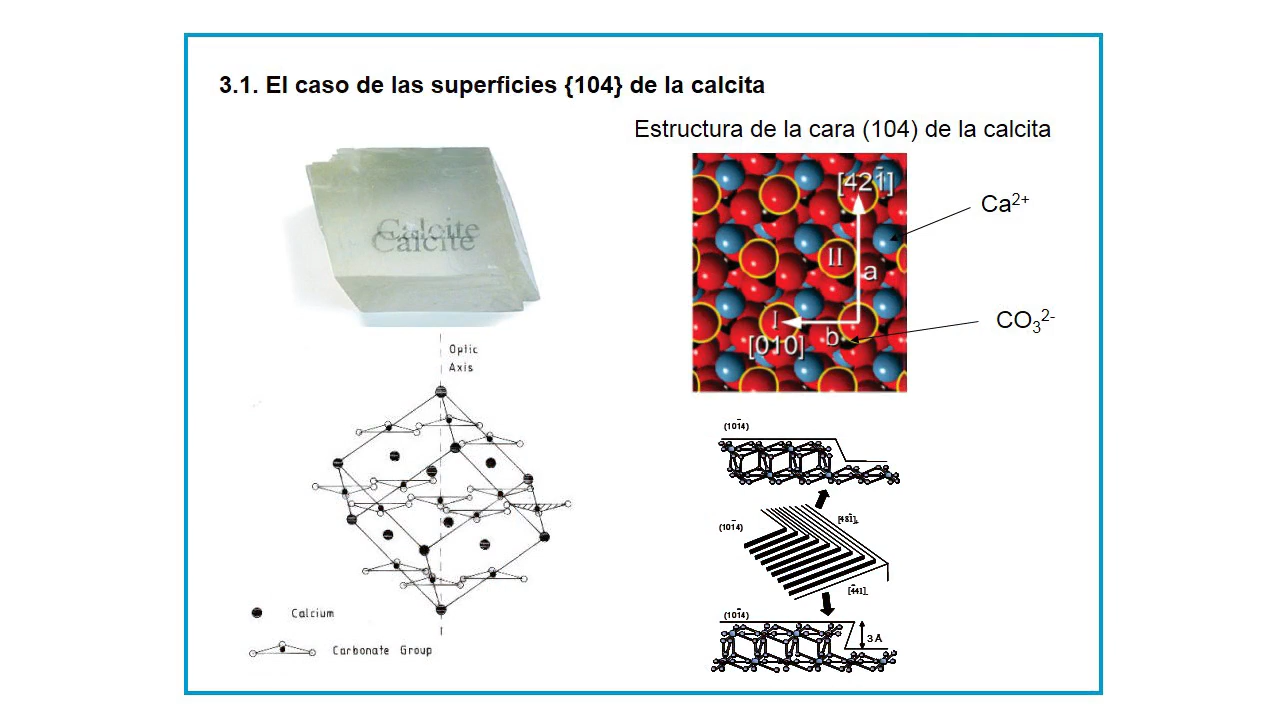 3.1. El caso de las superficies {104} de la calcita
Estructura de la cara (104) de la calcita
Calcite
Calcite
[421̄]
Ca²⁺
II
a
I
b
[010]
CO₃²⁻
Optic
Axis
Calcium
Carbonate Group
(101̄4)
(101̄4)
[4̄41]₋
(101̄4)
3 Å